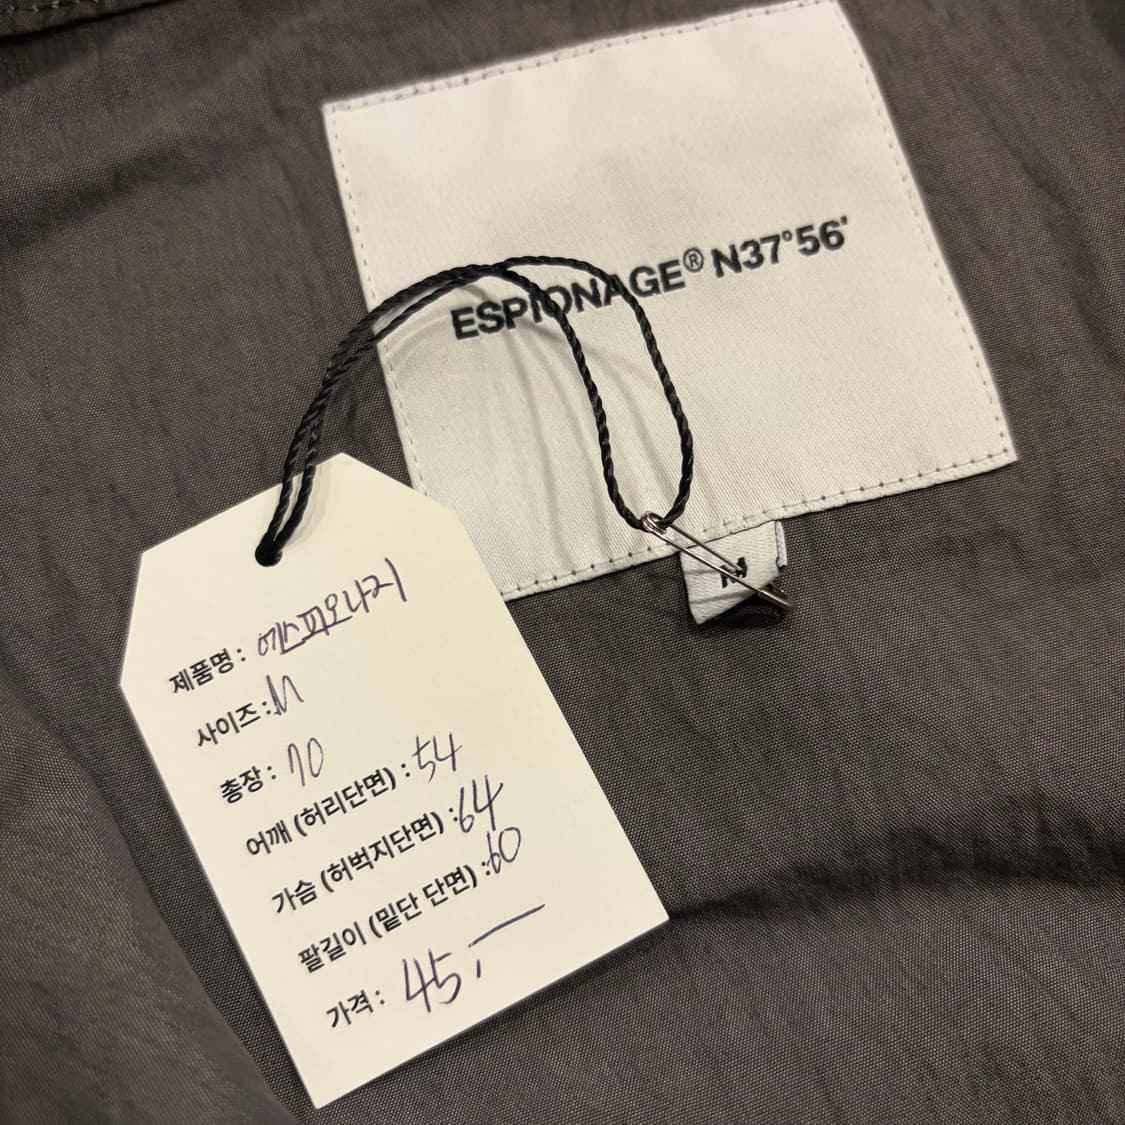 ESPIONAGE® N37°56'
M
제품명: 에스피오나지
사이즈: M
총장: 70
어깨 (허리단면) : 54
가슴 (허벅지단면) : 64
팔길이 (밑단 단면) : 60
가격: 45,—